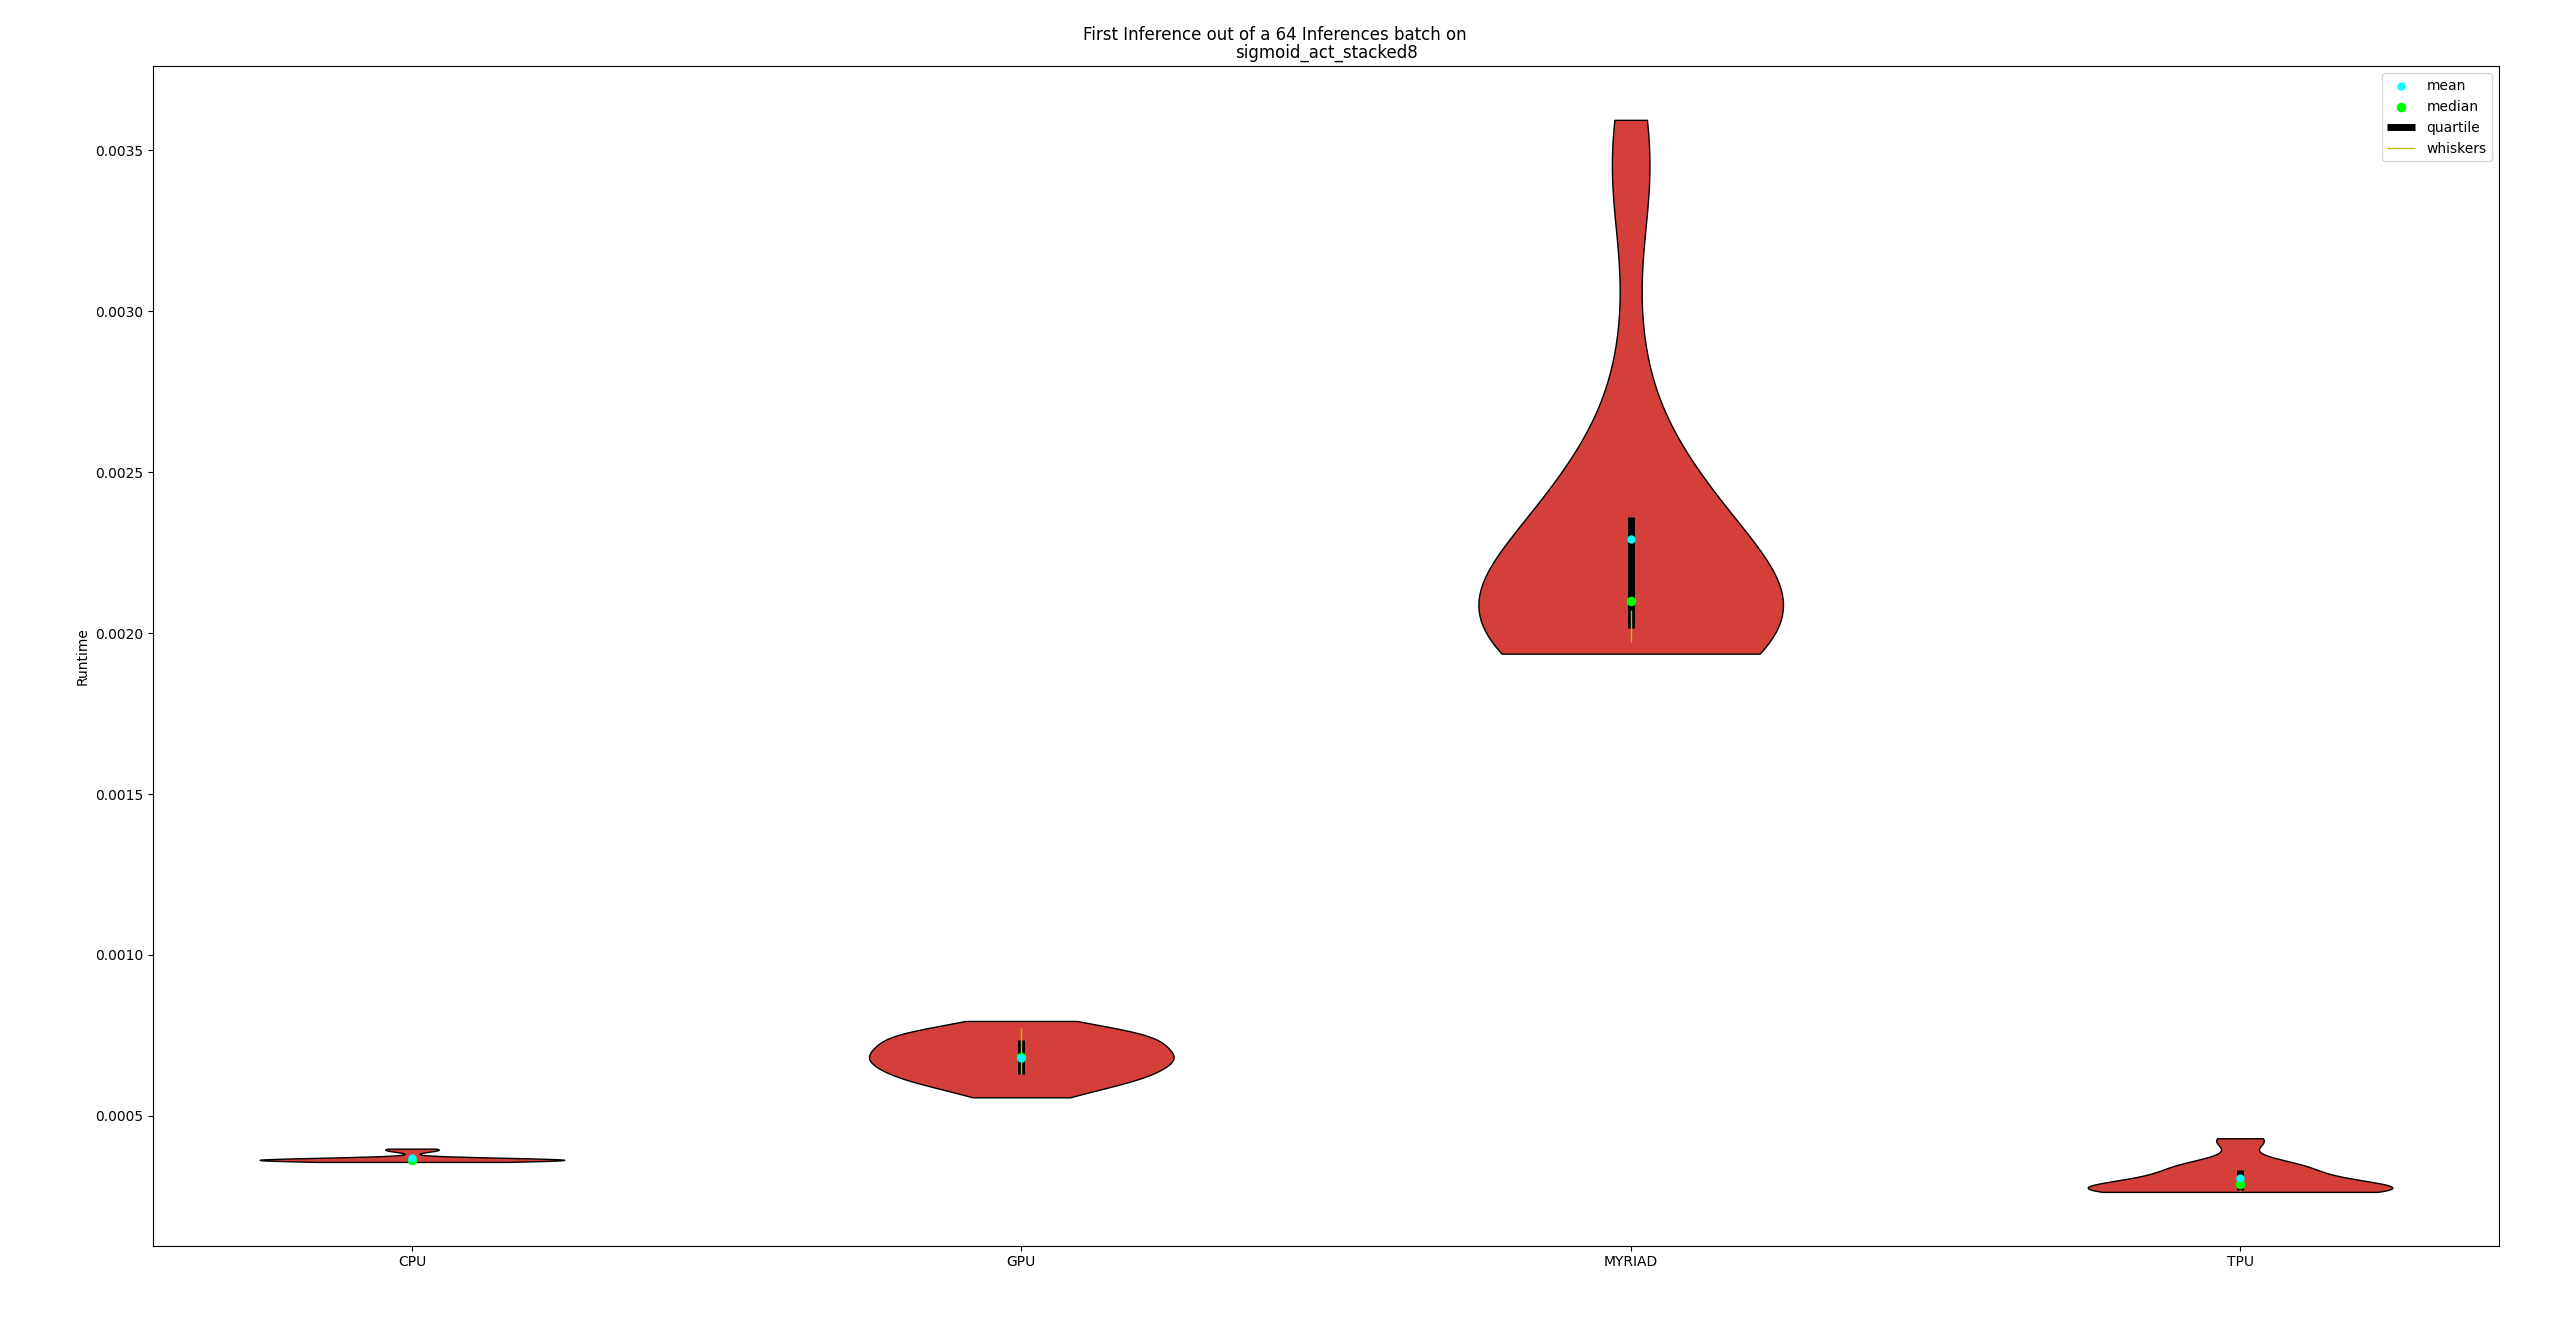 First Inference out of a 64 Inferences batch on
sigmoid_act_stacked8
mean
median
quartile
whiskers
0.0035
0.0030
0.0025
0.0020
0.0015
0.0010
0.0005
Runtime
CPU
GPU
MYRIAD
TPU